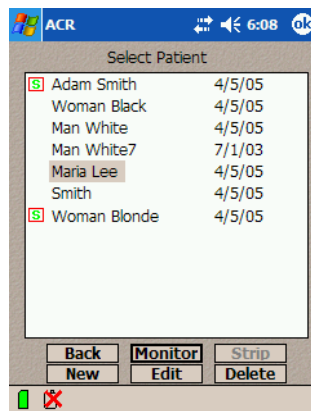 ACR 6:08 ok
Select Patient
S Adam Smith 4/5/05
Woman Black 4/5/05
Man White 4/5/05
Man White7 7/1/03
Maria Lee 4/5/05
Smith 4/5/05
S Woman Blonde 4/5/05
Back Monitor Strip
New Edit Delete